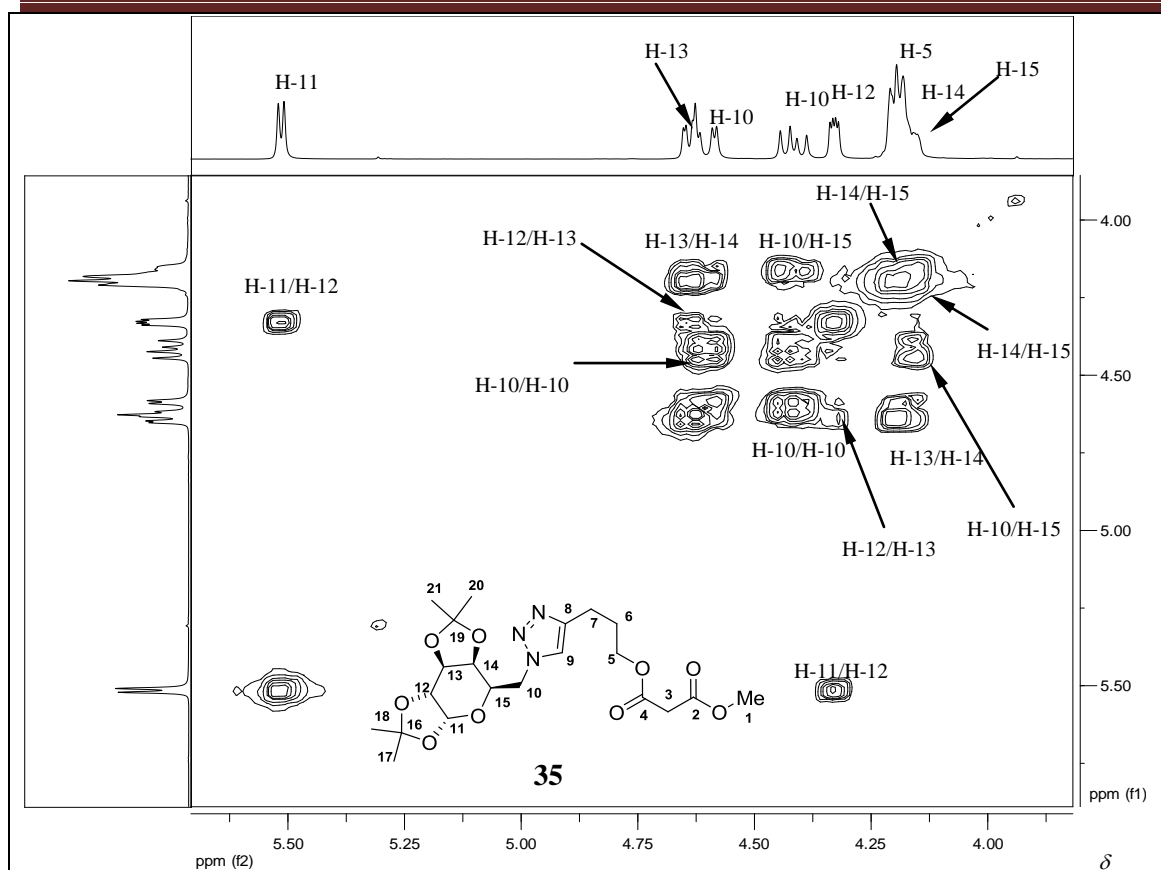 H-11
H-13
H-10
H-10
H-12
H-5
H-14
H-15
H-14/H-15
H-12/H-13
H-13/H-14
H-10/H-15
H-11/H-12
H-14/H-15
H-10/H-10
H-10/H-10
H-13/H-14
H-10/H-15
H-12/H-13
H-11/H-12
4.00
4.50
5.00
5.50
ppm (f1)
21
20
19
O
O
N
N
N
8
9
7
6
5
O
O
4
3
O
2
O
Me
1
14
13
12
15
10
O
11
O
18
16
17
O
35
5.50
5.25
5.00
4.75
4.50
4.25
4.00
ppm (f2)
δ